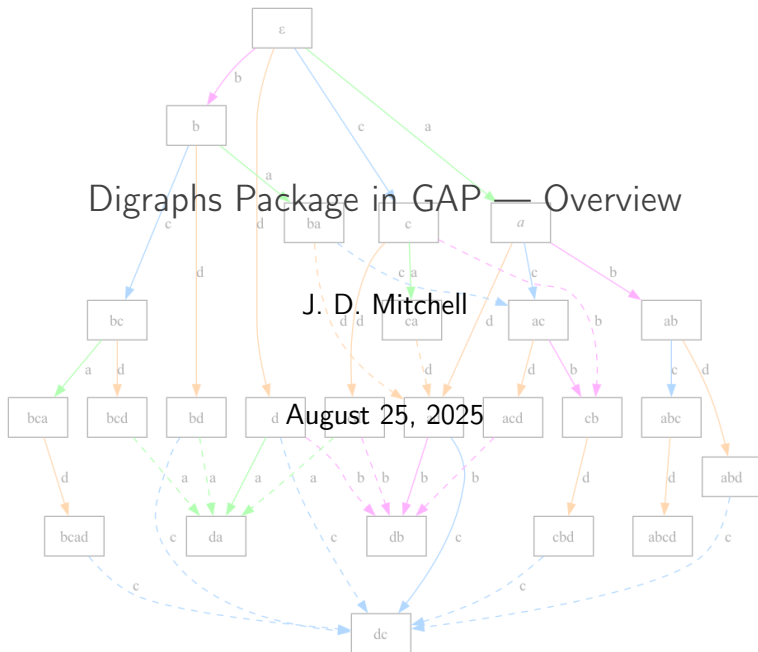 ε
b
b
c
a
a
Digraphs Package in GAP — Overview
c
d
ba
c
a
d
c
a
c
b
J. D. Mitchell
bc
d
d
ca
d
ac
b
ab
a
d
d
d
b
c
d
August 25, 2025
bca
bcd
bd
d
acd
cb
abc
d
a
a
a
b
b
b
b
d
d
abd
bcad
da
db
cbd
abcd
c
c
c
c
c
c
dc